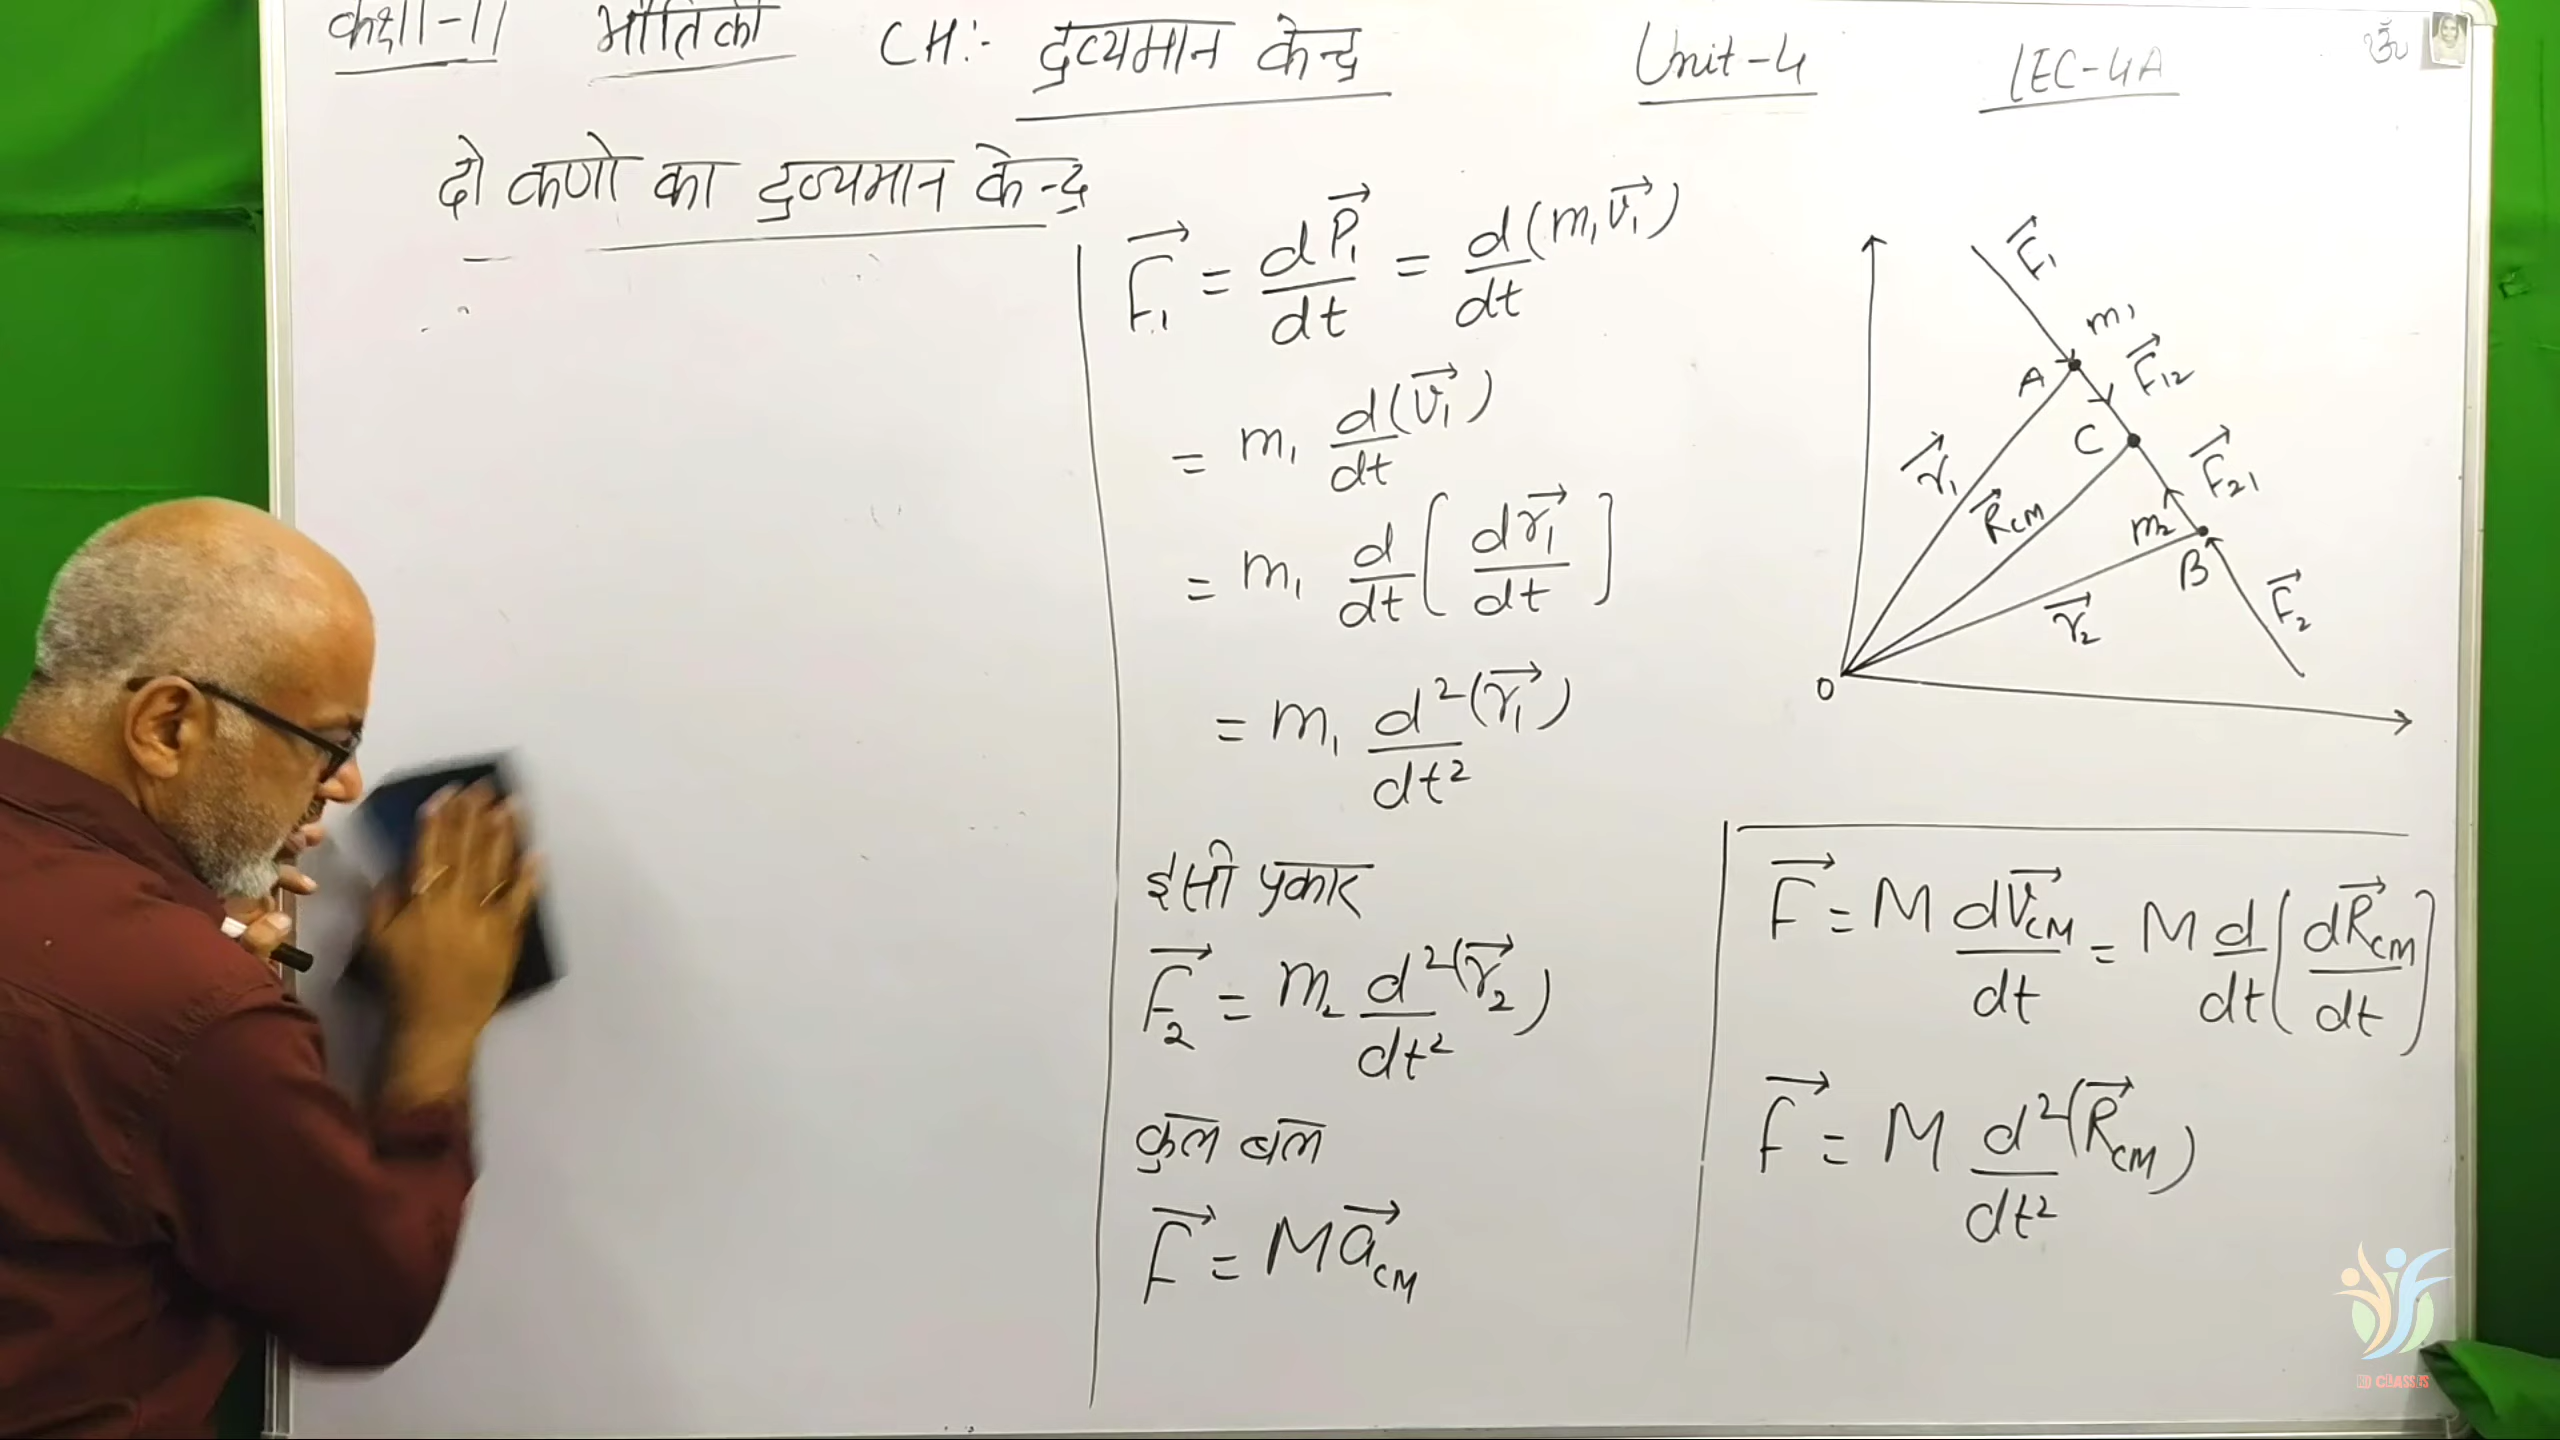 कक्षा-11 भौतिकी CH:- द्रव्यमान केन्द्र Unit-4 LEC-4A ॐ
दो कणो का द्रव्यमान केन्द्र
F⃗₁ = dP⃗₁/dt = d(m₁v⃗₁)/dt
= m₁ d(v⃗₁)/dt
= m₁ d/dt [dr⃗₁/dt]
= m₁ d²(r⃗₁)/dt²
इसी प्रकार
F⃗₂ = m₂ d²(r⃗₂)/dt²
कुल बल
F⃗ = Ma⃗CM
F⃗₁
m₁
A
F⃗₁₂
C
F⃗₂₁
r⃗₁
R⃗CM
m₂
B
r⃗₂
F⃗₂
O
F⃗ = M dv⃗CM/dt = M d/dt [dR⃗CM/dt]
F⃗ = M d²(R⃗CM)/dt²
KD CLASSES